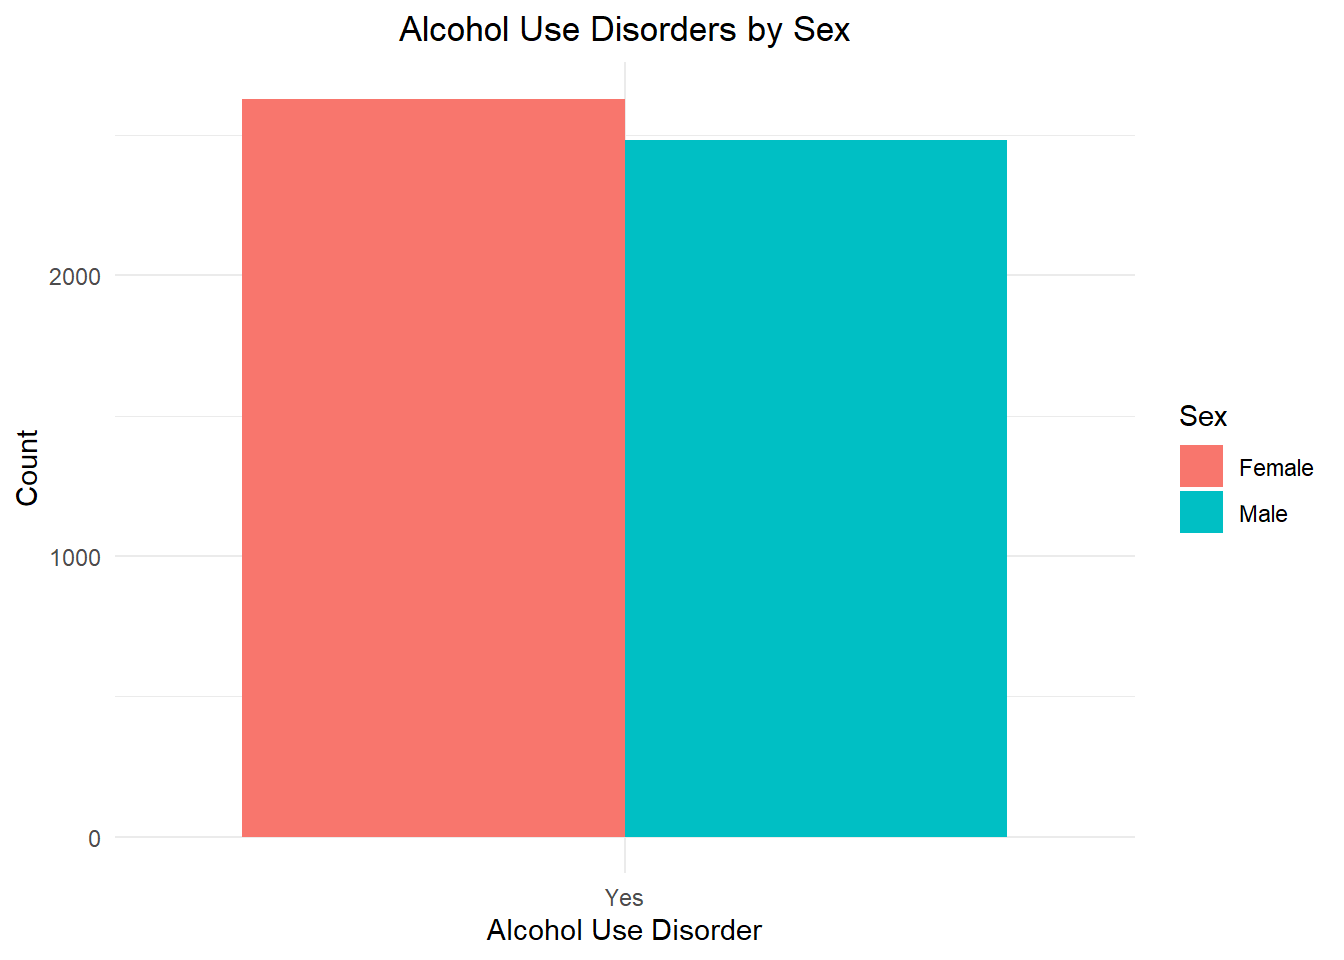 Alcohol Use Disorders by Sex
2000
1000
0
Count
Yes
Alcohol Use Disorder
Sex
Female
Male